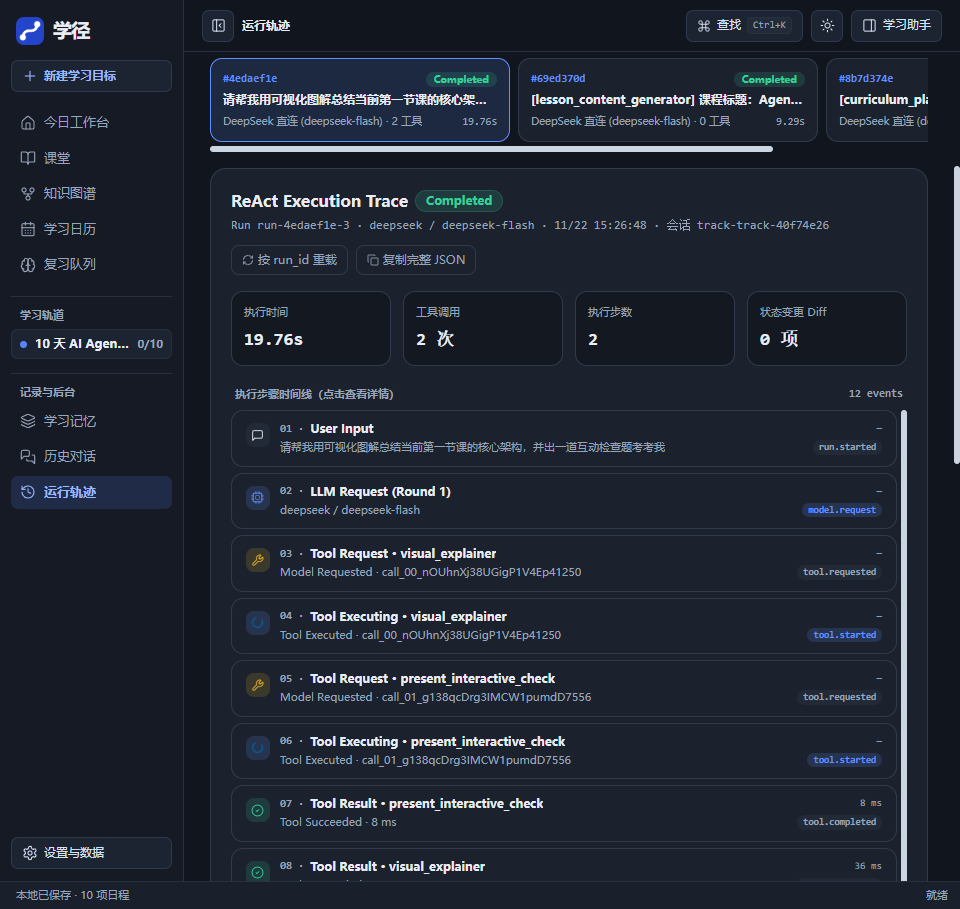 学径
新建学习目标
今日工作台
课堂
知识图谱
学习日历
复习队列
学习轨道
10 天 AI Agen... 0/10
记录与后台
学习记忆
历史对话
运行轨迹
设置与数据
本地已保存 · 10 项日程
运行轨迹
查找 Ctrl+K
学习助手
#4edaef1e Completed
请帮我用可视化图解总结当前第一节课的核心架...
DeepSeek 直连 (deepseek-flash) · 2 工具 19.76s
#69ed370d Completed
[lesson_content_generator] 课程标题：Agen...
DeepSeek 直连 (deepseek-flash) · 0 工具 9.29s
#8b7d374e
[curriculum_pla
DeepSeek 直连 (d
ReAct Execution Trace Completed
Run run-4edaef1e-3 · deepseek / deepseek-flash · 11/22 15:26:48 · 会话 track-track-40f74e26
按 run_id 重载
复制完整 JSON
执行时间
19.76s
工具调用
2 次
执行步数
2
状态变更 Diff
0 项
执行步骤时间线（点击查看详情） 12 events
01 · User Input –
请帮我用可视化图解总结当前第一节课的核心架构，并出一道互动检查题考考我 run.started
02 · LLM Request (Round 1) –
deepseek / deepseek-flash model.request
03 · Tool Request • visual_explainer –
Model Requested · call_00_nOUhnXj38UGigP1V4Ep41250 tool.requested
04 · Tool Executing • visual_explainer –
Tool Executed · call_00_nOUhnXj38UGigP1V4Ep41250 tool.started
05 · Tool Request • present_interactive_check –
Model Requested · call_01_g138qcDrg3IMCW1pumdD7556 tool.requested
06 · Tool Executing • present_interactive_check –
Tool Executed · call_01_g138qcDrg3IMCW1pumdD7556 tool.started
07 · Tool Result • present_interactive_check 8 ms
Tool Succeeded · 8 ms tool.completed
08 · Tool Result • visual_explainer 36 ms
就绪